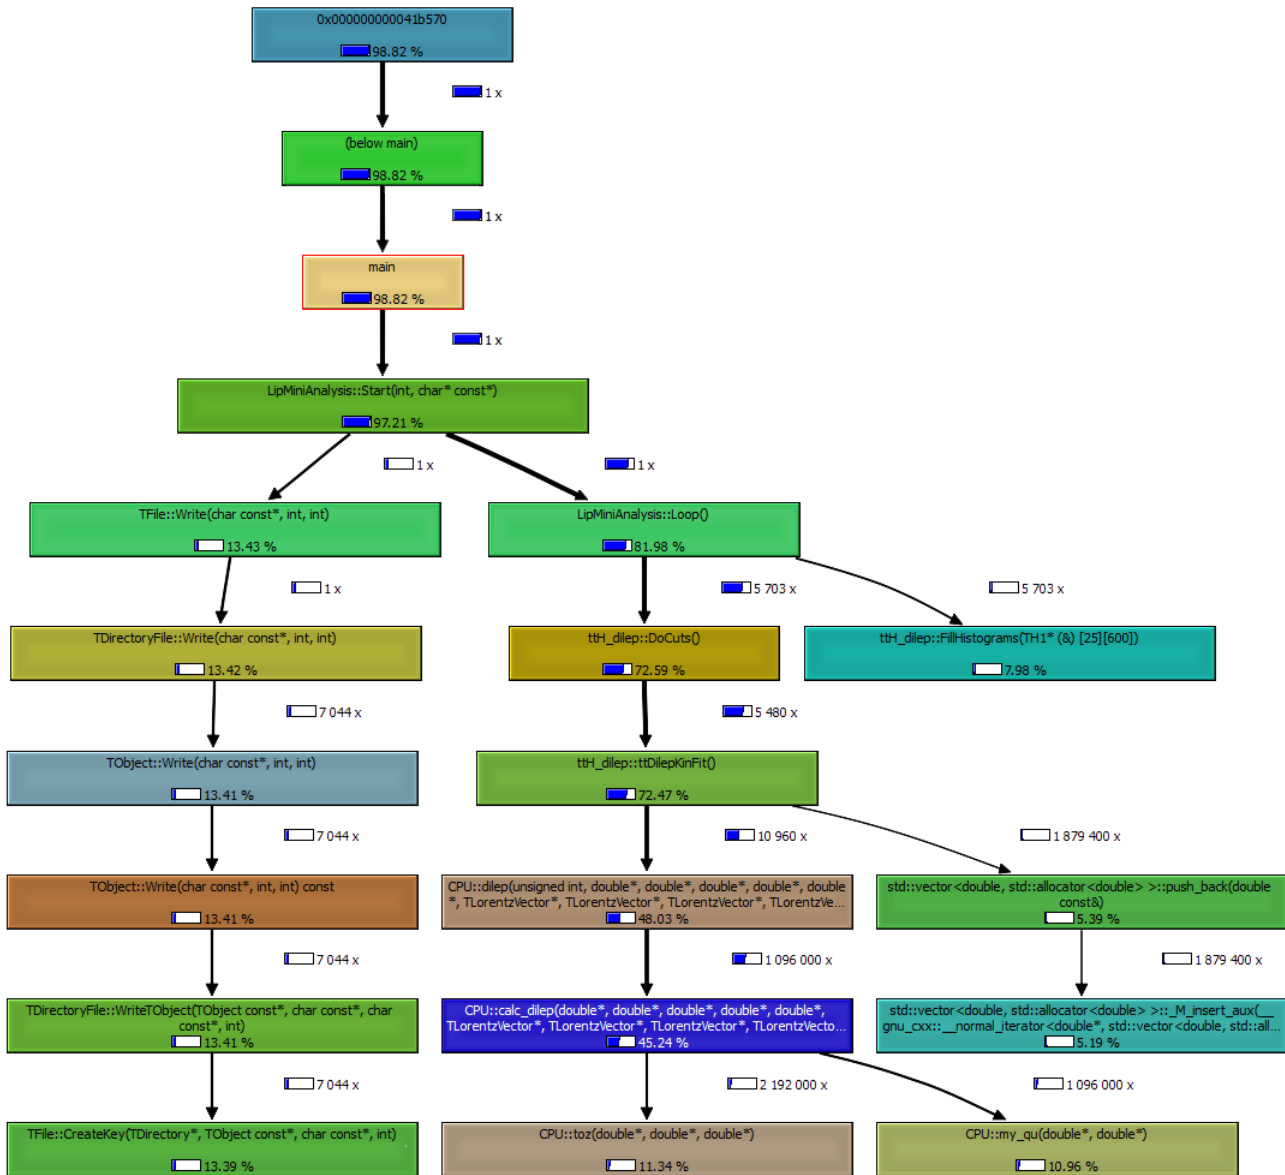 0x000000000041b570
98.82 %
1 x
(below main)
98.82 %
1 x
main
98.82 %
1 x
LipMiniAnalysis::Start(int, char* const*)
97.21 %
1 x
1 x
TFile::Write(char const*, int, int)
13.43 %
LipMiniAnalysis::Loop()
81.98 %
1 x
5 703 x
5 703 x
TDirectoryFile::Write(char const*, int, int)
13.42 %
ttH_dilep::DoCuts()
72.59 %
ttH_dilep::FillHistograms(TH1* (&) [25][600])
7.98 %
7 044 x
5 480 x
TObject::Write(char const*, int, int)
13.41 %
ttH_dilep::ttDilepKinFit()
72.47 %
7 044 x
10 960 x
1 879 400 x
TObject::Write(char const*, int, int) const
13.41 %
CPU::dilep(unsigned int, double*, double*, double*, double*, double
*, TLorentzVector*, TLorentzVector*, TLorentzVector*, TLorentzVe...
48.03 %
std::vector<double, std::allocator<double> >::push_back(double
const&)
5.39 %
7 044 x
1 096 000 x
1 879 400 x
TDirectoryFile::WriteTObject(TObject const*, char const*, char
const*, int)
13.41 %
CPU::calc_dilep(double*, double*, double*, double*, double*,
TLorentzVector*, TLorentzVector*, TLorentzVector*, TLorentzVecto...
45.24 %
std::vector<double, std::allocator<double> >::_M_insert_aux(__
gnu_cxx::__normal_iterator<double*, std::vector<double, std::all...
5.19 %
7 044 x
2 192 000 x
1 096 000 x
TFile::CreateKey(TDirectory*, TObject const*, char const*, int)
13.39 %
CPU::toz(double*, double*, double*)
11.34 %
CPU::my_qu(double*, double*)
10.96 %